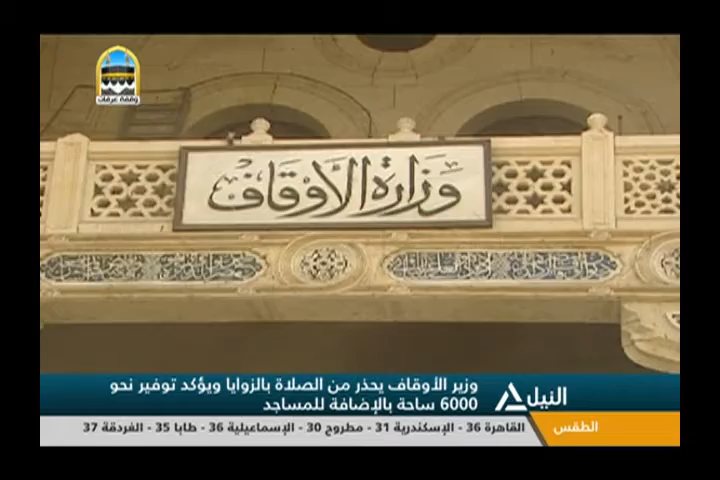 وقفة عرفات
وزارة الأوقاف
وزير الأوقاف يحذر من الصلاة بالزوايا ويؤكد توفير نحو
6000 ساحة بالإضافة للمساجد
النيل
الطقس
القاهرة 36 - الإسكندرية 31 - مطروح 30 - الإسماعيلية 36 - طابا 35 - الغردقة 37